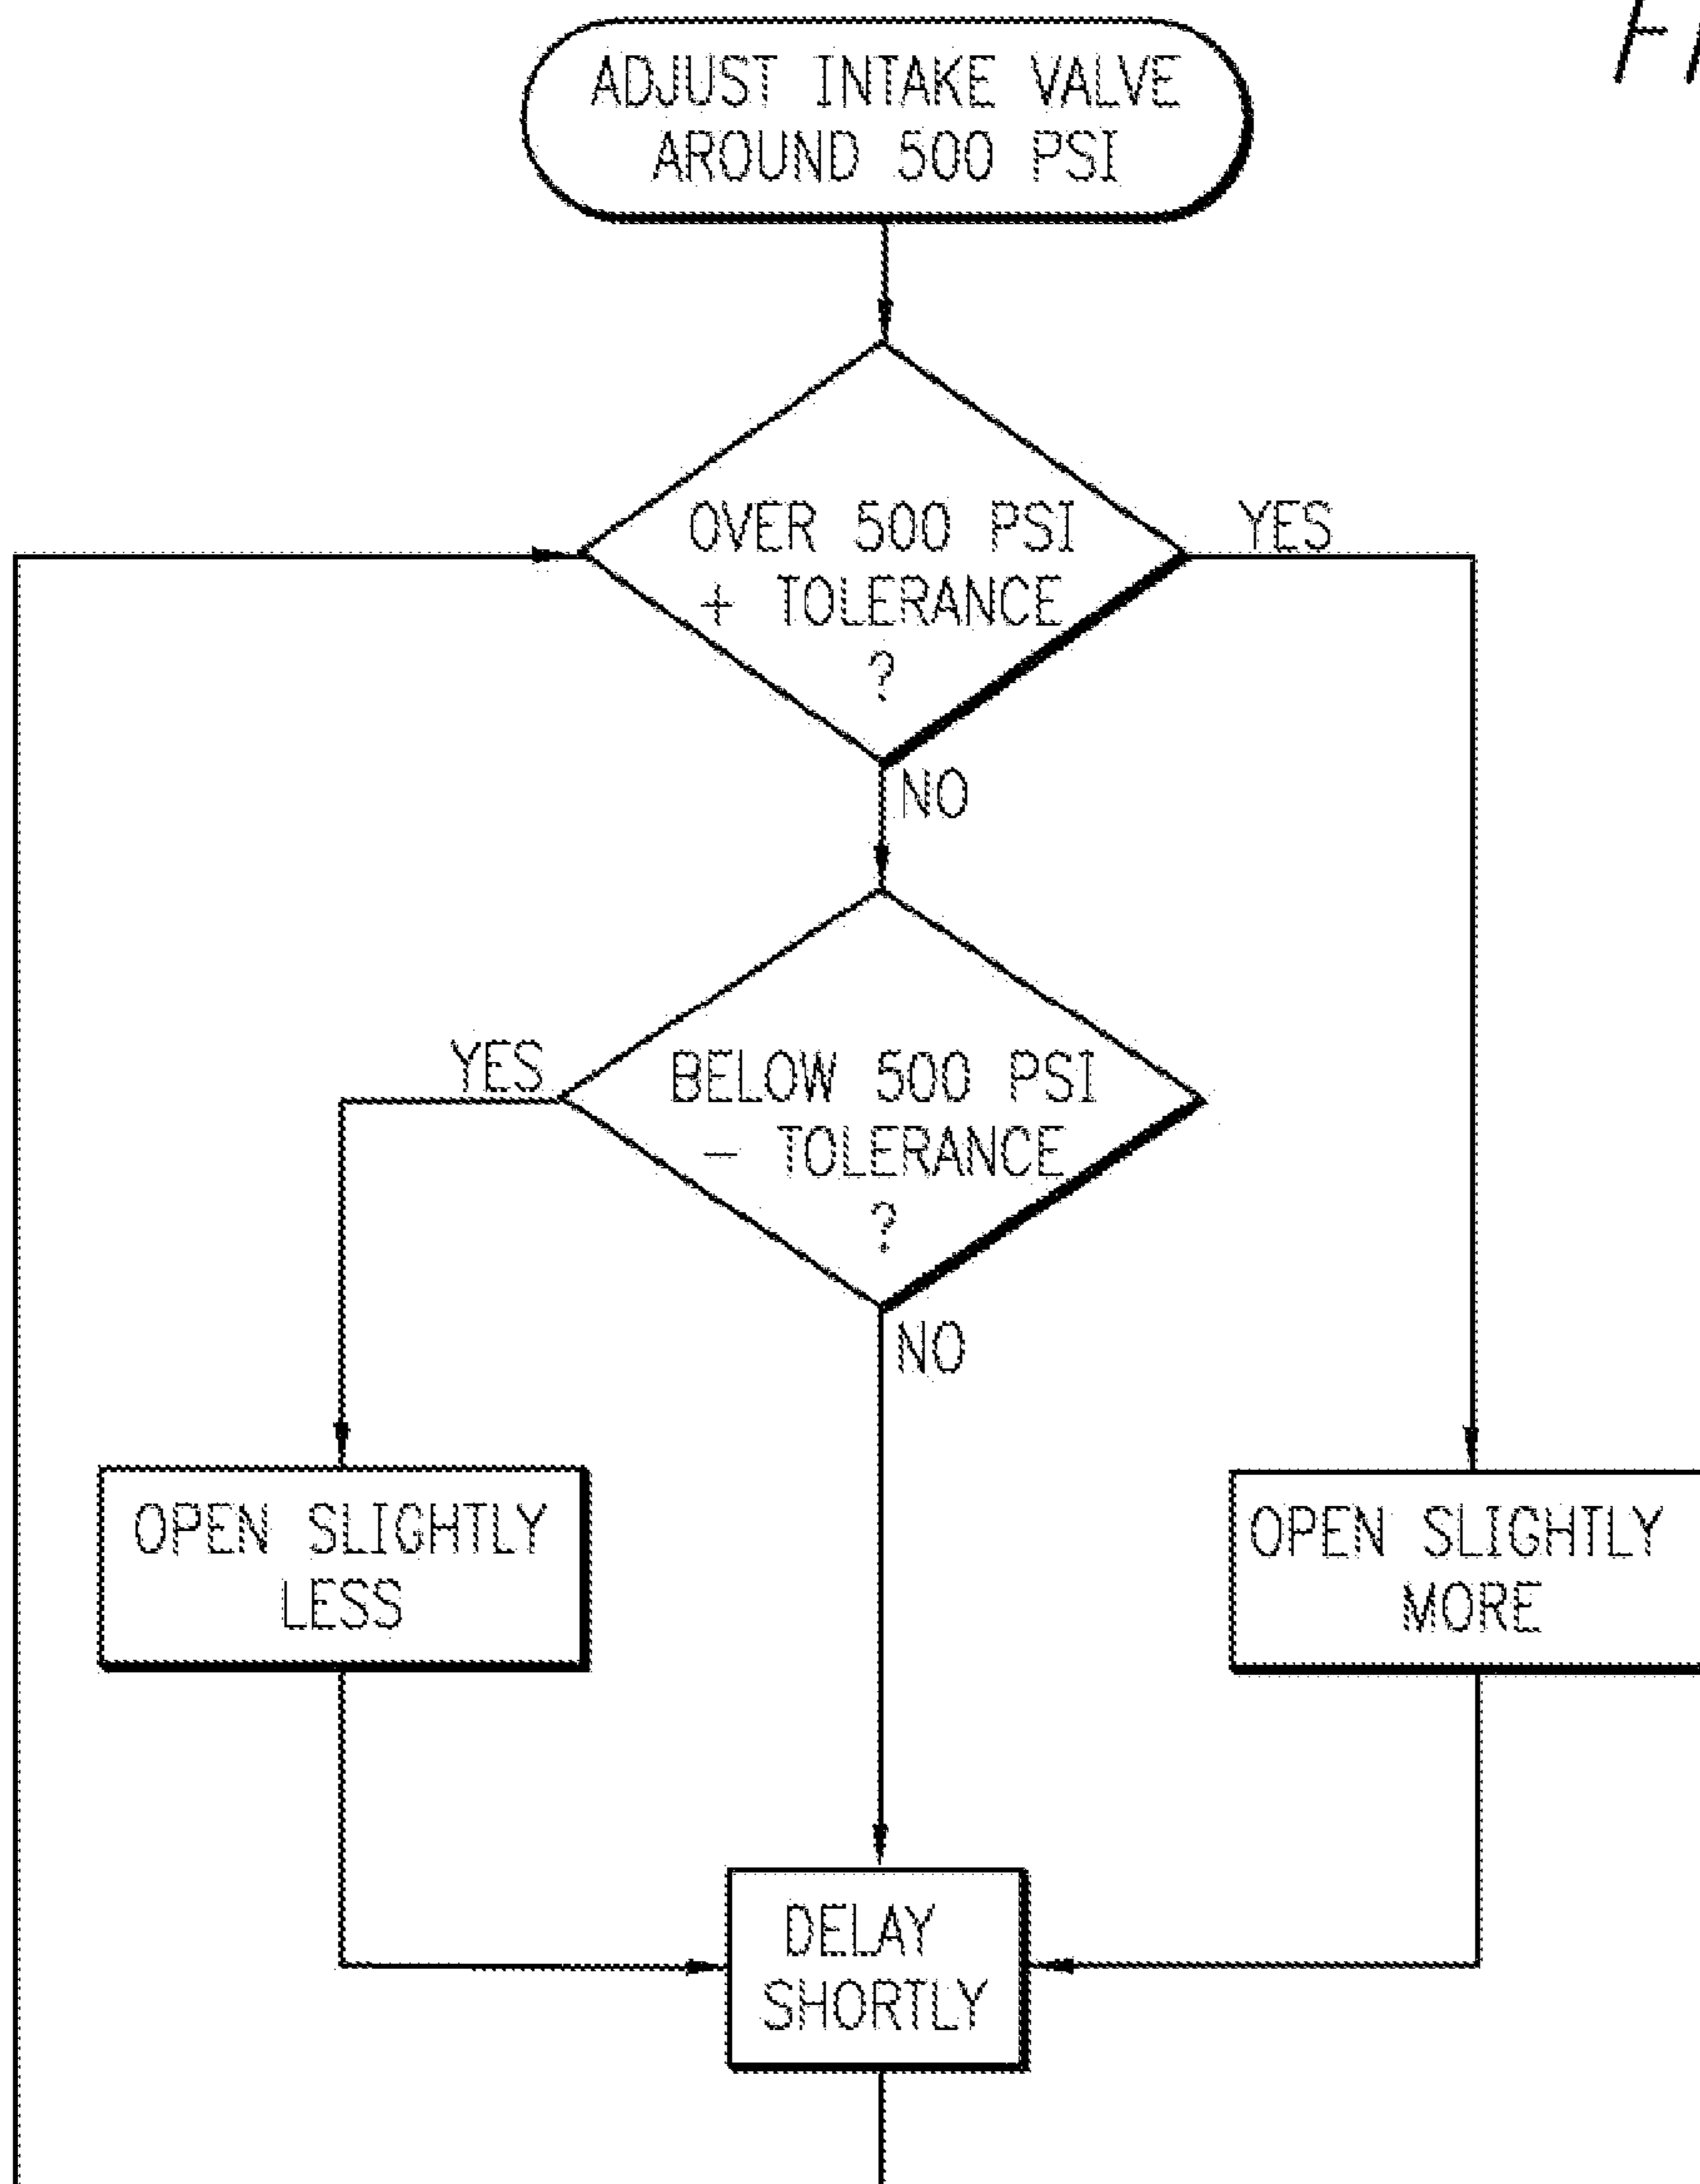 ADJUST INTAKE VALVE
AROUND 500 PSI
OVER 500 PSI
+ TOLERANCE
?
YES
NO
BELOW 500 PSI
- TOLERANCE
?
YES
NO
OPEN SLIGHTLY
LESS
OPEN SLIGHTLY
MORE
DELAY
SHORTLY